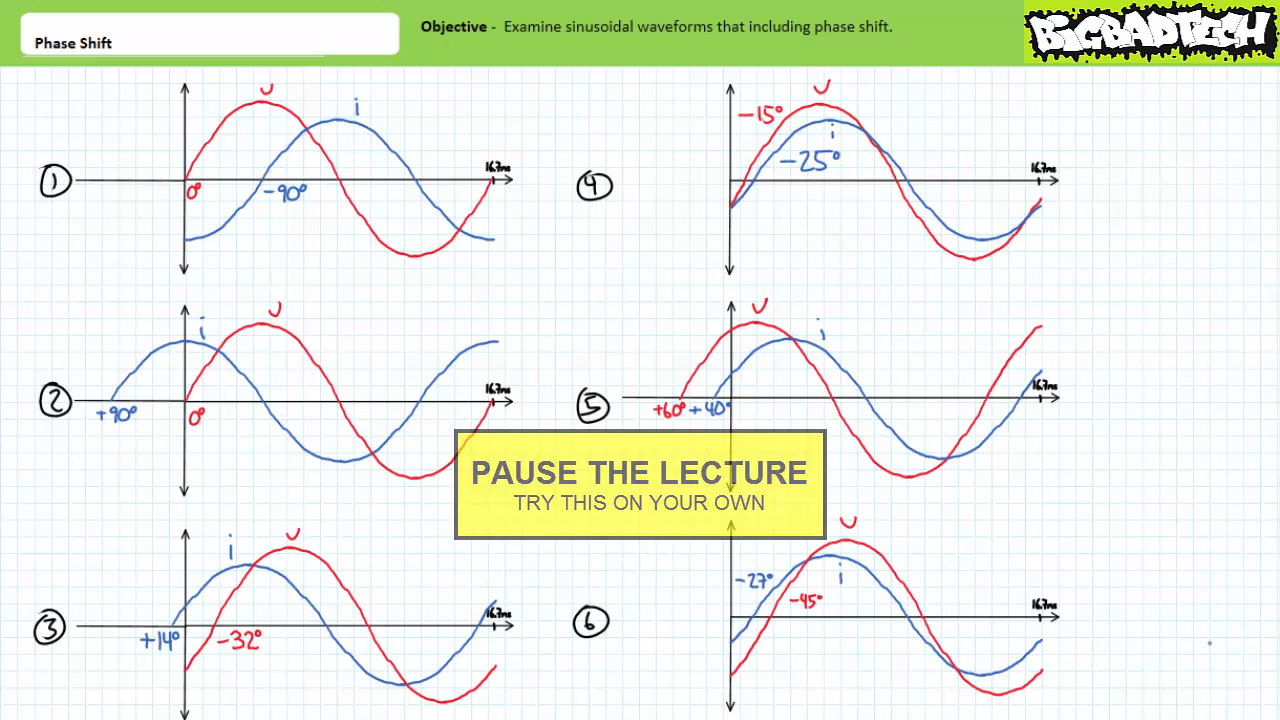 Phase Shift
Objective - Examine sinusoidal waveforms that including phase shift.
BIGBADTECH
1
v
i
0°
-90°
16.7ms
4
v
-15°
i
-25°
16.7ms
2
i
v
+90°
0°
16.7ms
5
v
i
+60° +40°
16.7ms
PAUSE THE LECTURE
TRY THIS ON YOUR OWN
3
i
v
+14°
-32°
16.7ms
6
v
-27°
i
-45°
16.7ms